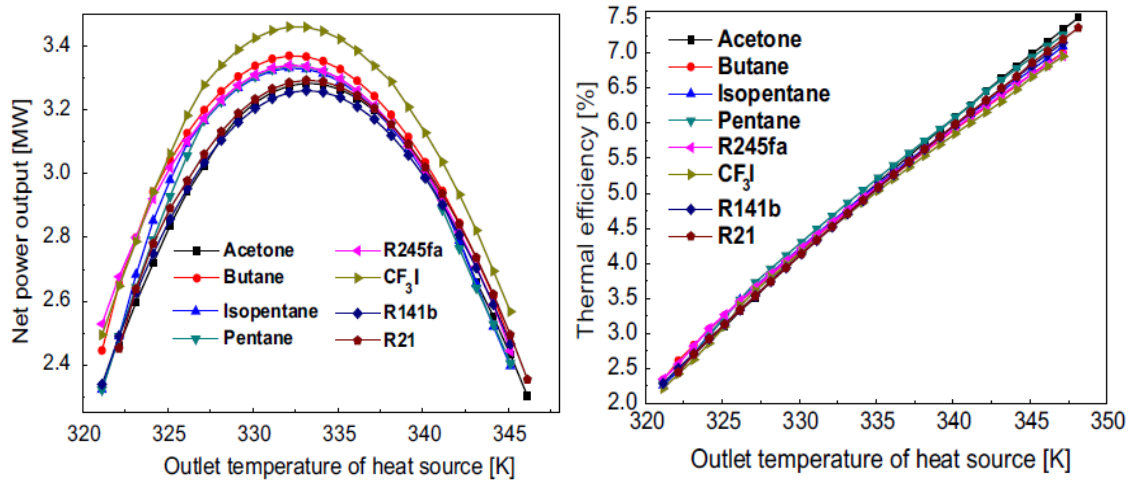 Net power output [MW]
3.4
3.2
3.0
2.8
2.6
2.4
Acetone
Butane
Isopentane
Pentane
R245fa
CF3I
R141b
R21
320 325 330 335 340 345
Outlet temperature of heat source [K]
Thermal efficiency [%]
7.5
7.0
6.5
6.0
5.5
5.0
4.5
4.0
3.5
3.0
2.5
2.0
Acetone
Butane
Isopentane
Pentane
R245fa
CF3I
R141b
R21
320 325 330 335 340 345 350
Outlet temperature of heat source [K]